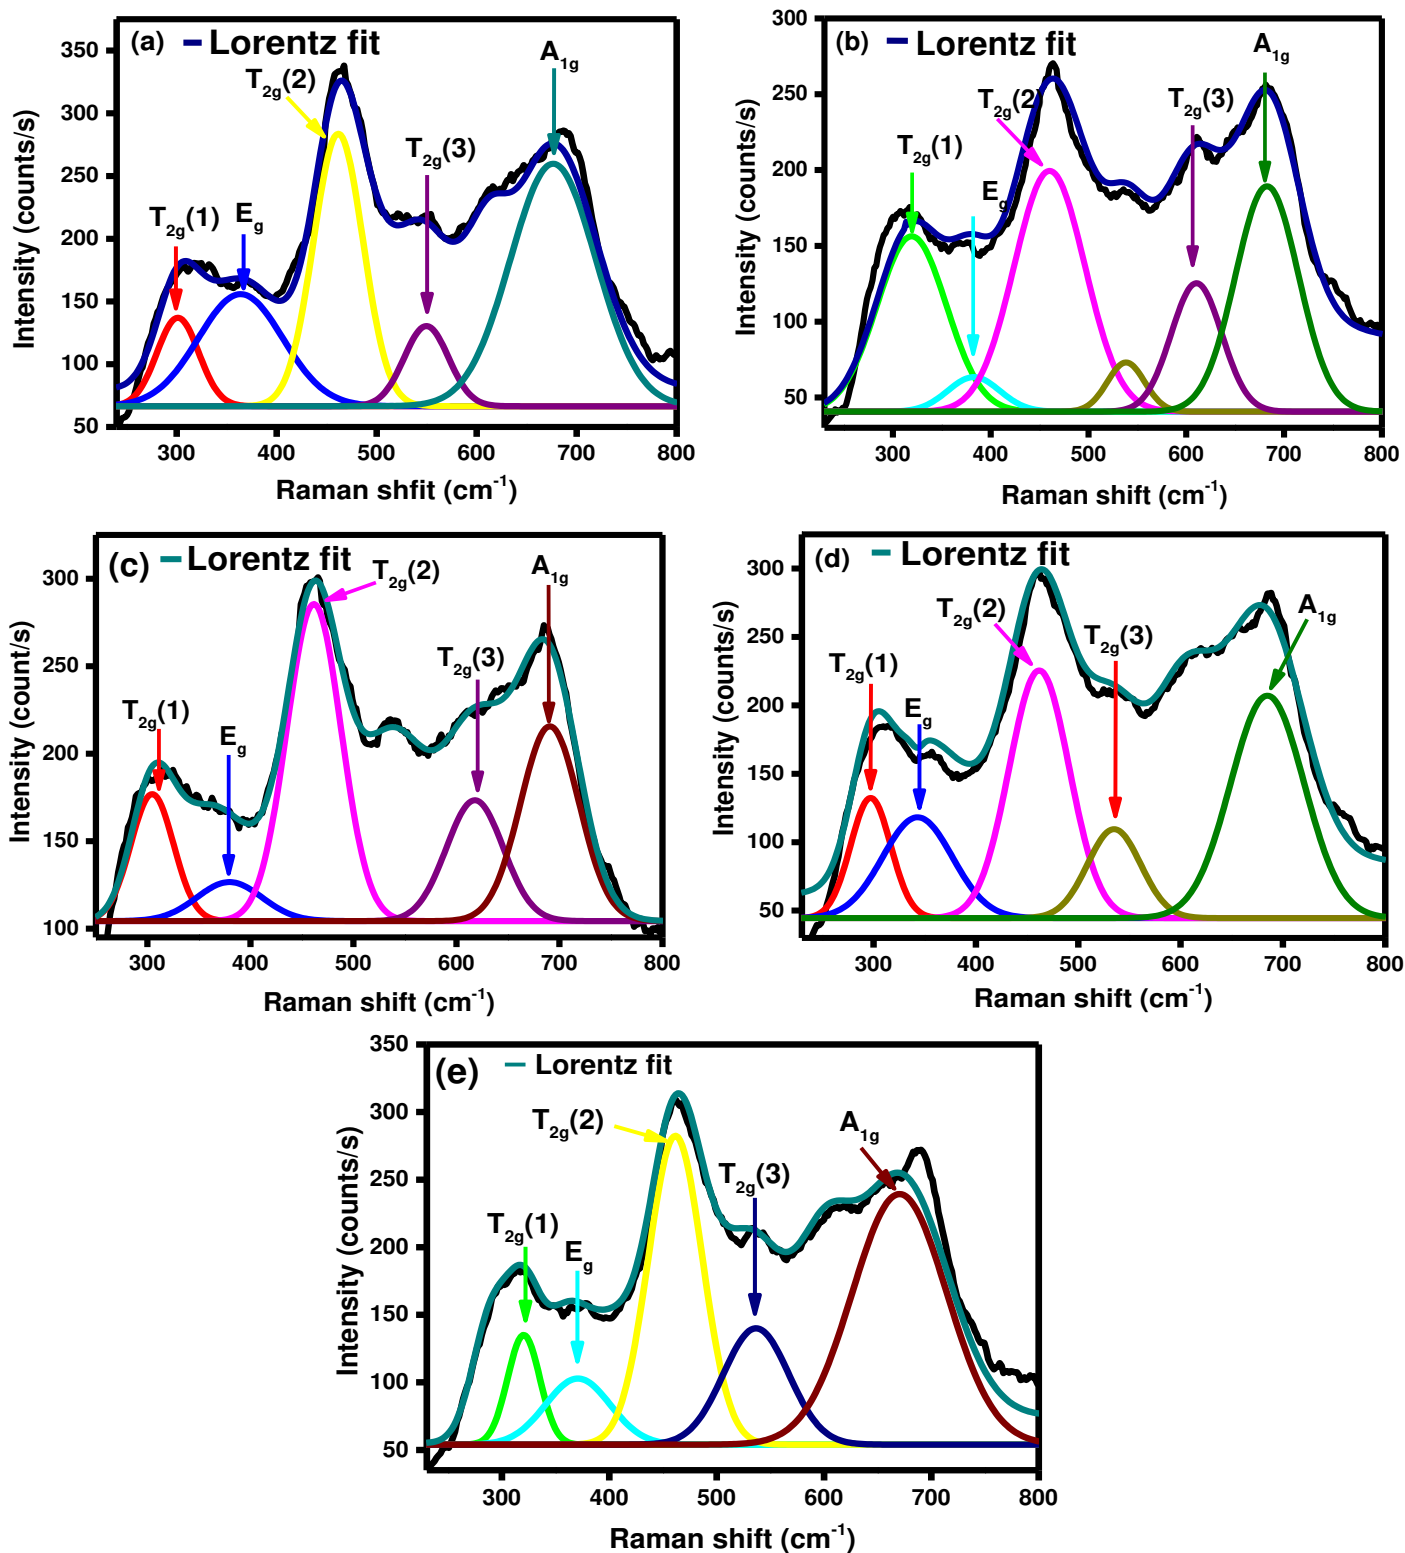 (a) Lorentz fit
A1g
T2g(2)
T2g(3)
T2g(1) Eg
350
300
250
200
150
100
50
300 400 500 600 700 800
Intensity (counts/s)
Raman shfit (cm-1)
(b) Lorentz fit
A1g
T2g(2)
T2g(3)
T2g(1)
Eg
300
250
200
150
100
50
300 400 500 600 700 800
Intensity (counts/s)
Raman shift (cm-1)
(c) Lorentz fit
T2g(2)
A1g
T2g(3)
T2g(1)
Eg
300
250
200
150
100
300 400 500 600 700 800
Intensity (count/s)
Raman shift (cm-1)
(d) Lorentz fit
T2g(2)
A1g
T2g(3)
T2g(1)
Eg
300
250
200
150
100
50
300 400 500 600 700 800
Intensity (counts/s)
Raman shift (cm-1)
(e) Lorentz fit
T2g(2)
A1g
T2g(3)
T2g(1)
Eg
350
300
250
200
150
100
50
300 400 500 600 700 800
Intensity (counts/s)
Raman shift (cm-1)